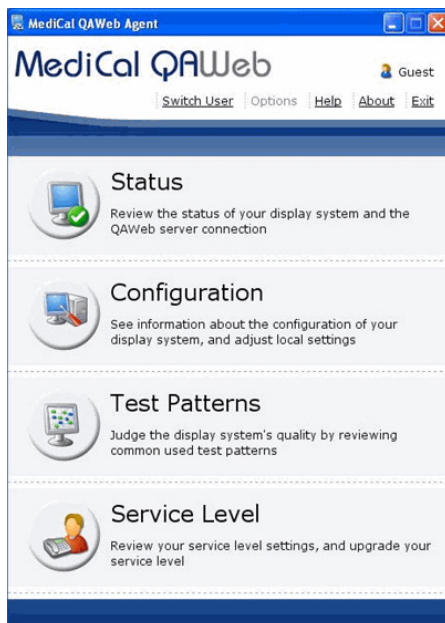 MediCal QAWeb Agent
MediCal QAWeb
Guest
Switch User Options Help About Exit
Status
Review the status of your display system and the
QAWeb server connection
Configuration
See information about the configuration of your
display system, and adjust local settings
Test Patterns
Judge the display system's quality by reviewing
common used test patterns
Service Level
Review your service level settings, and upgrade your
service level